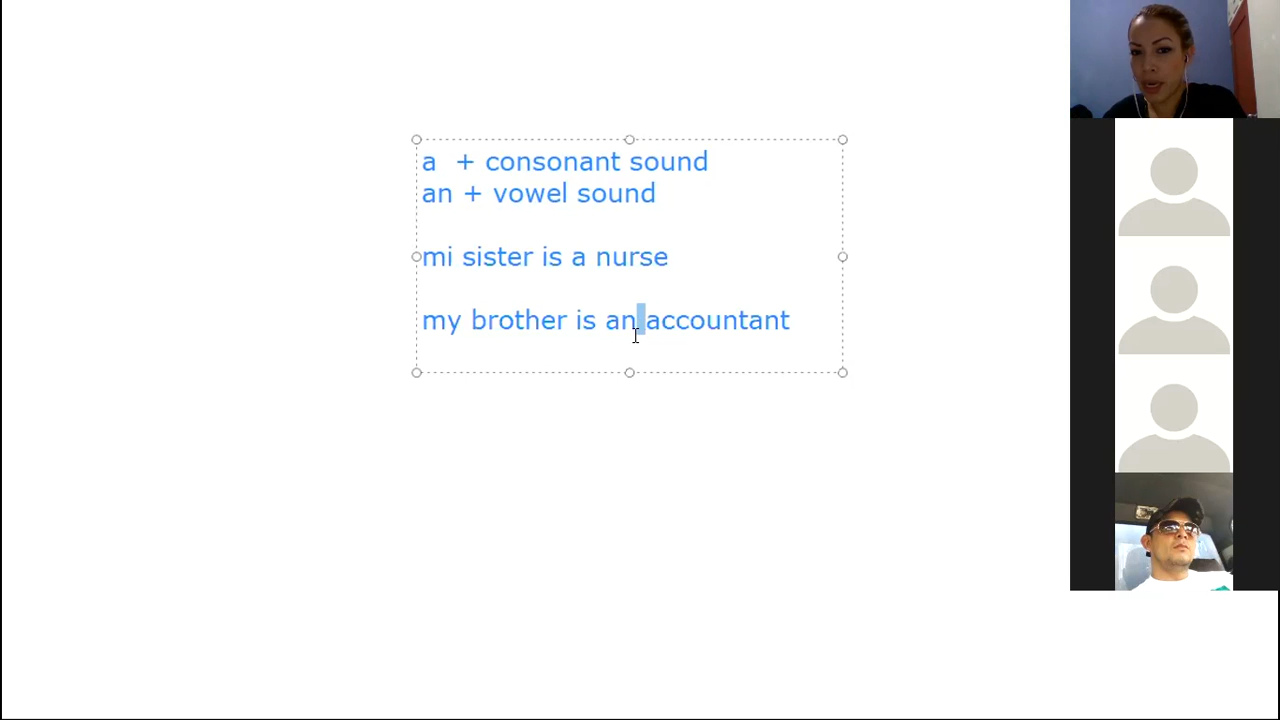 a + consonant sound
an + vowel sound
mi sister is a nurse
my brother is an accountant